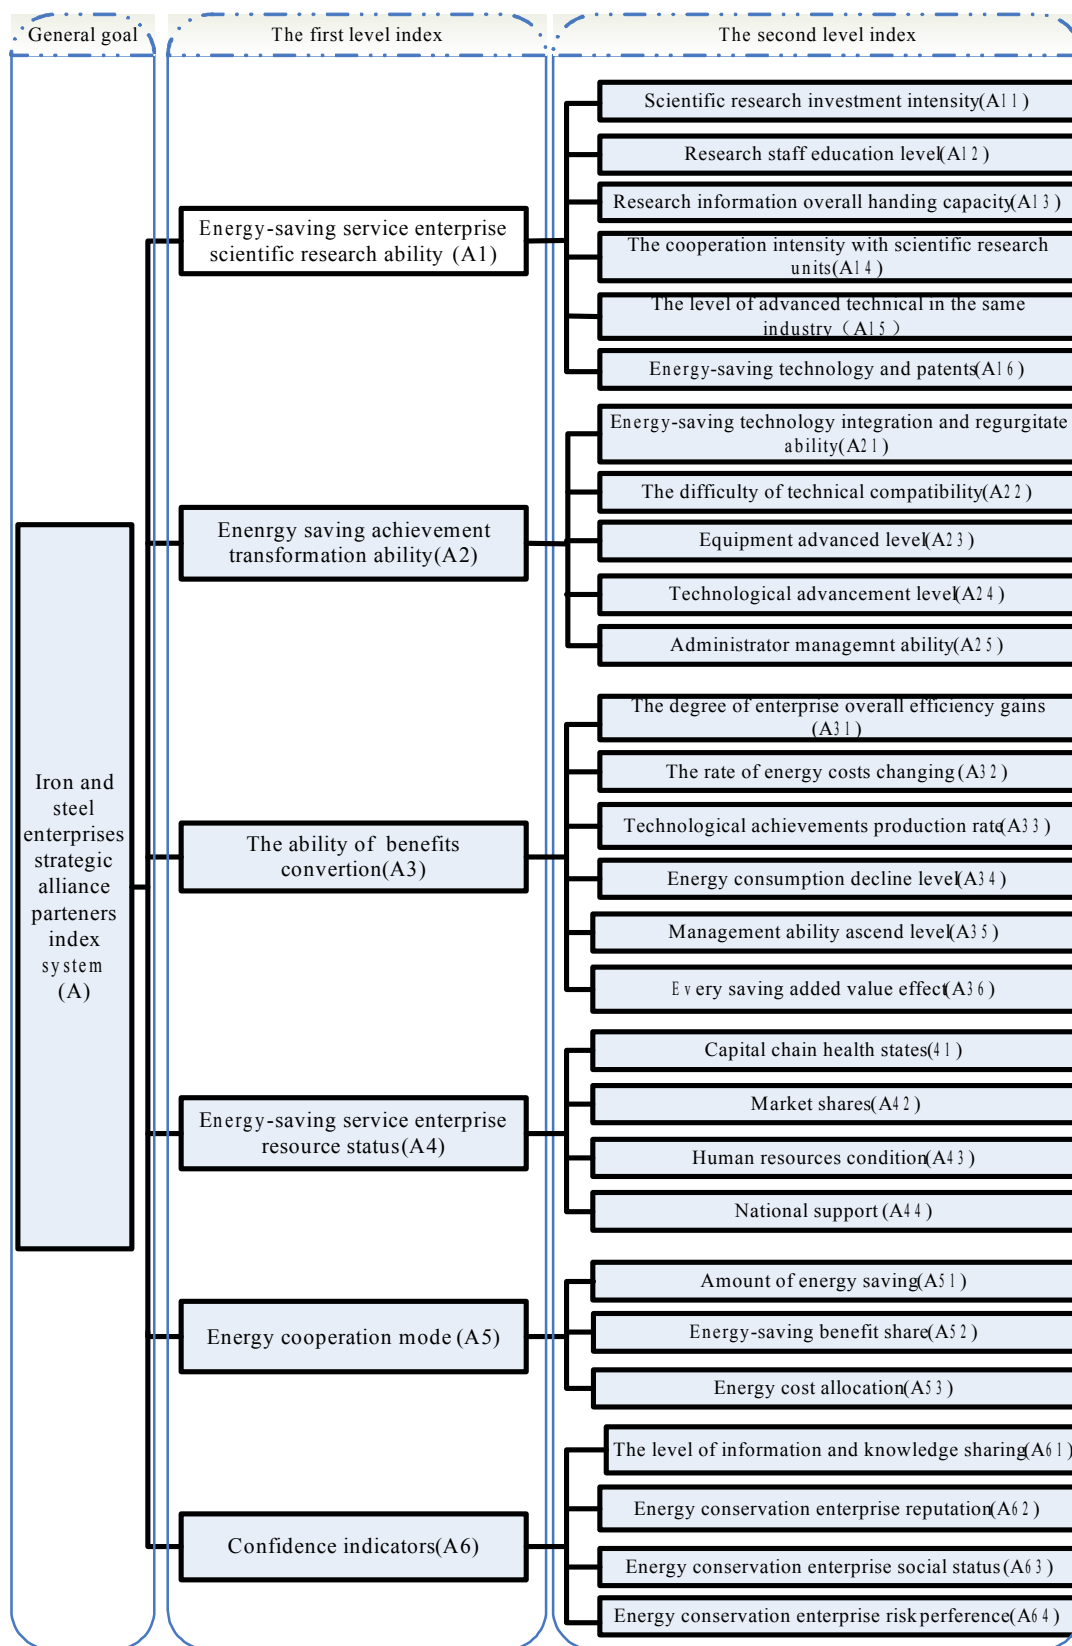 General goal
The first level index
The second level index
Iron and
steel
enterprises
strategic
alliance
parteners
index
system
(A)
Energy-saving service enterprise
scientific research ability (A1)
Scientific research investment intensity(A11)
Research staff education level(A12)
Research information overall handing capacity(A13)
The cooperation intensity with scientific research
units(A14)
The level of advanced technical in the same
industry（A15）
Energy-saving technology and patents(A16)
Enenrgy saving achievement
transformation ability(A2)
Energy-saving technology integration and regurgitate
ability(A21)
The difficulty of technical compatibility(A22)
Equipment advanced level(A23)
Technological advancement level(A24)
Administrator managemnt ability(A25)
The ability of benefits
convertion(A3)
The degree of enterprise overall efficiency gains
(A31)
The rate of energy costs changing (A32)
Technological achievements production rate(A33)
Energy consumption decline level(A34)
Management ability ascend level(A35)
Every saving added value effect(A36)
Energy-saving service enterprise
resource status(A4)
Capital chain health states(41)
Market shares(A42)
Human resources condition(A43)
National support (A44)
Energy cooperation mode (A5)
Amount of energy saving(A51)
Energy-saving benefit share(A52)
Energy cost allocation(A53)
Confidence indicators(A6)
The level of information and knowledge sharing(A61)
Energy conservation enterprise reputation(A62)
Energy conservation enterprise social status (A63)
Energy conservation enterprise risk perference(A64)